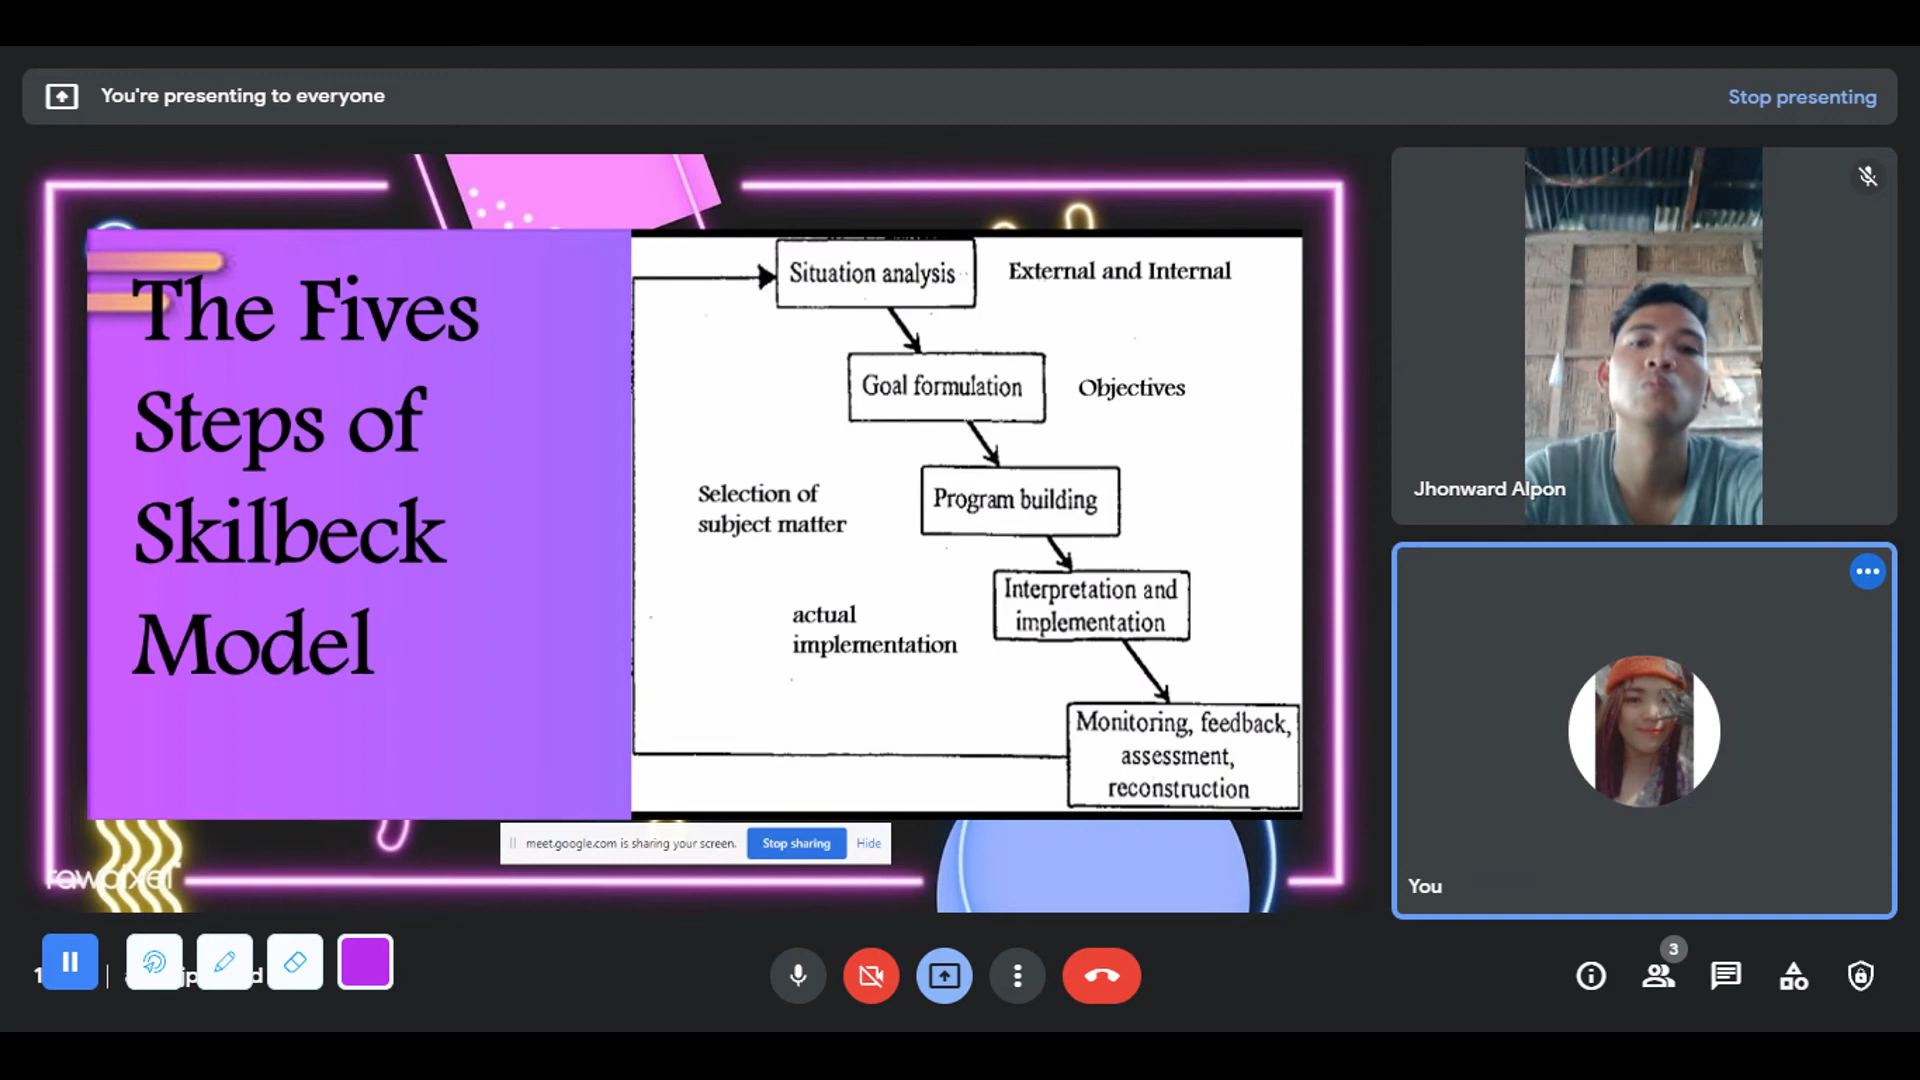 You're presenting to everyone
Stop presenting
The Fives
Steps of
Skilbeck
Model
Situation analysis
External and Internal
Goal formulation
Objectives
Selection of
subject matter
Program building
Interpretation and
implementation
actual
implementation
Monitoring, feedback,
assessment,
reconstruction
meet.google.com is sharing your screen.
Stop sharing
Hide
rawpixel
Jhonward Alpon
You
3